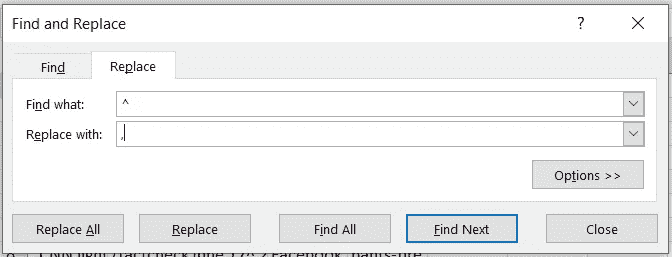 Find and Replace ?
Find Replace
Find what: ^
Replace with: ,
Options >>
Replace All Replace Find All Find Next Close